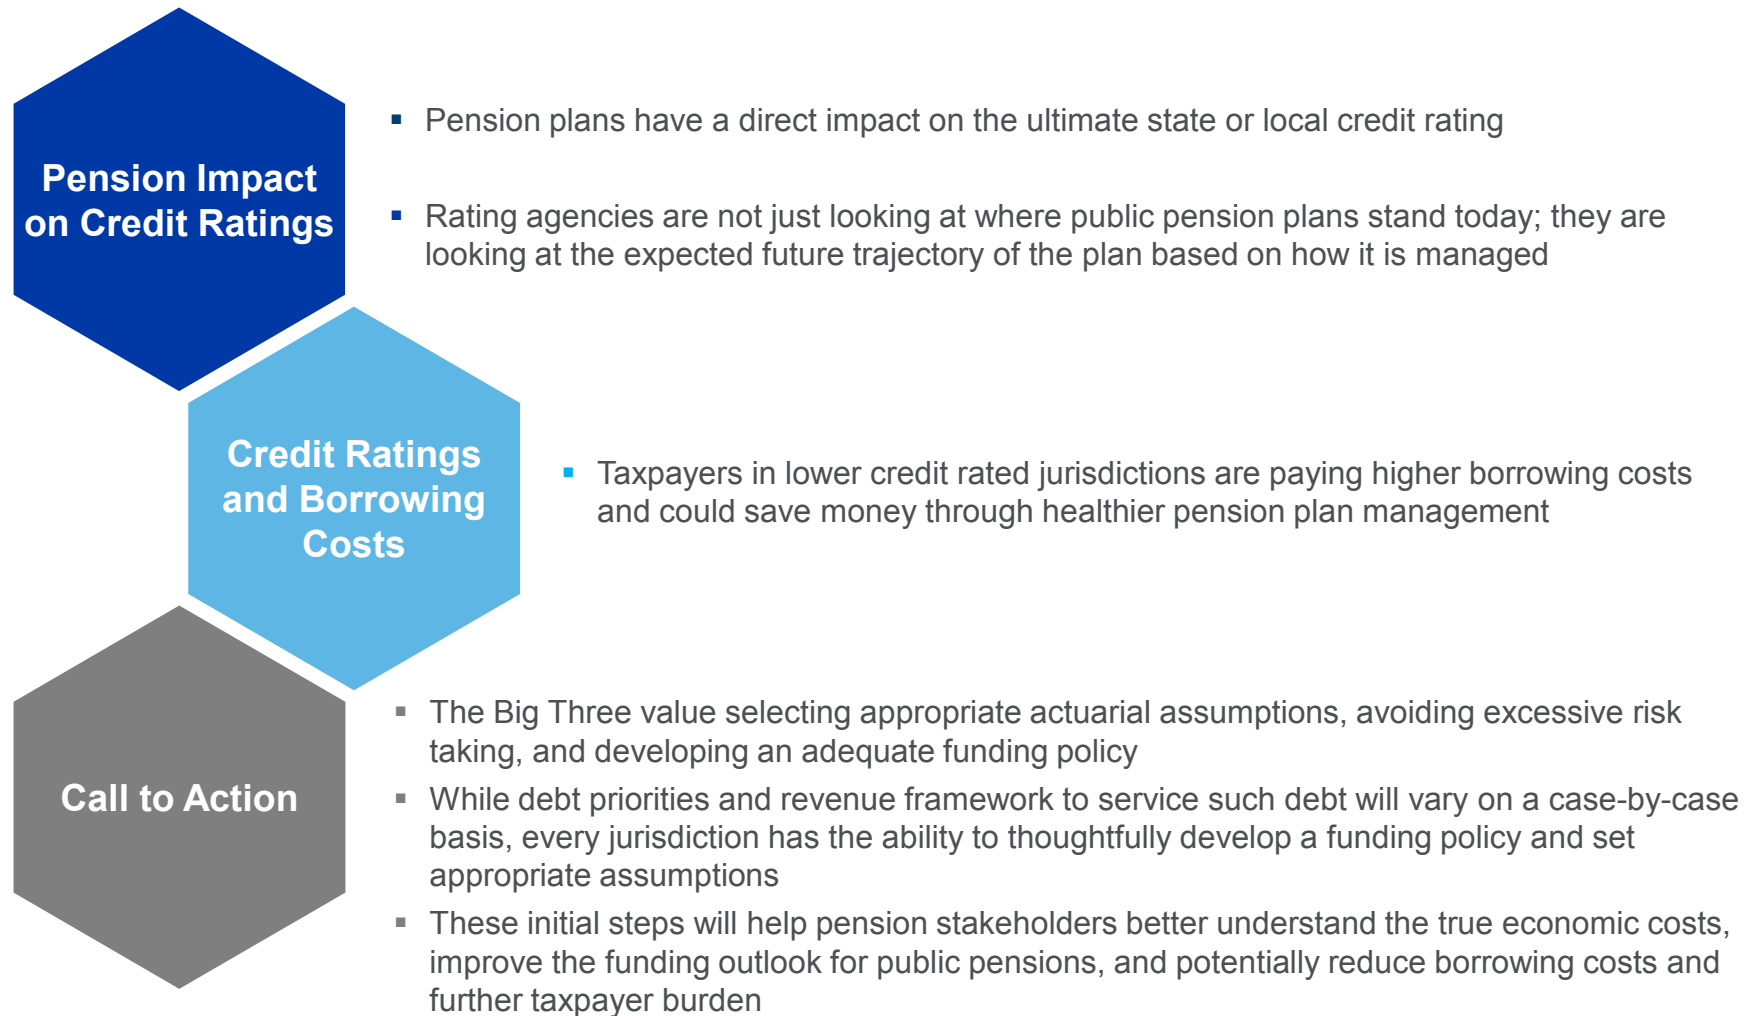 Pension Impact
on Credit Ratings
▪ Pension plans have a direct impact on the ultimate state or local credit rating
▪ Rating agencies are not just looking at where public pension plans stand today; they are
looking at the expected future trajectory of the plan based on how it is managed
Credit Ratings
and Borrowing
Costs
▪ Taxpayers in lower credit rated jurisdictions are paying higher borrowing costs
and could save money through healthier pension plan management
Call to Action
▪ The Big Three value selecting appropriate actuarial assumptions, avoiding excessive risk
taking, and developing an adequate funding policy
▪ While debt priorities and revenue framework to service such debt will vary on a case-by-case
basis, every jurisdiction has the ability to thoughtfully develop a funding policy and set
appropriate assumptions
▪ These initial steps will help pension stakeholders better understand the true economic costs,
improve the funding outlook for public pensions, and potentially reduce borrowing costs and
further taxpayer burden